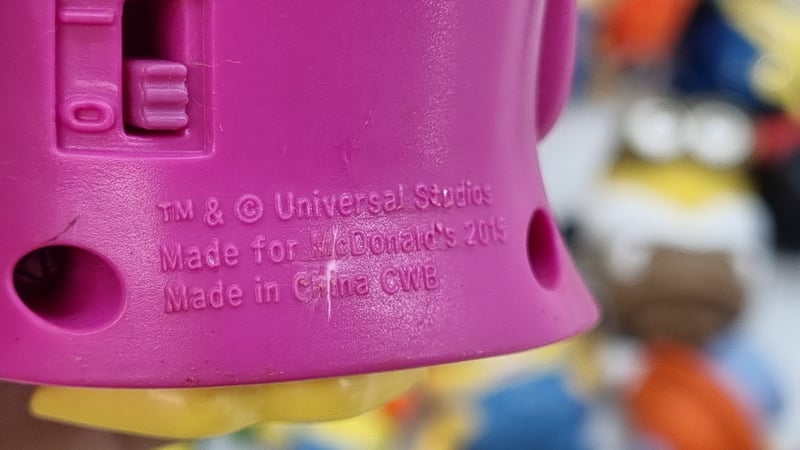 I
O
TM & © Universal Studios
Made for McDonald's 2015
Made in China CWB